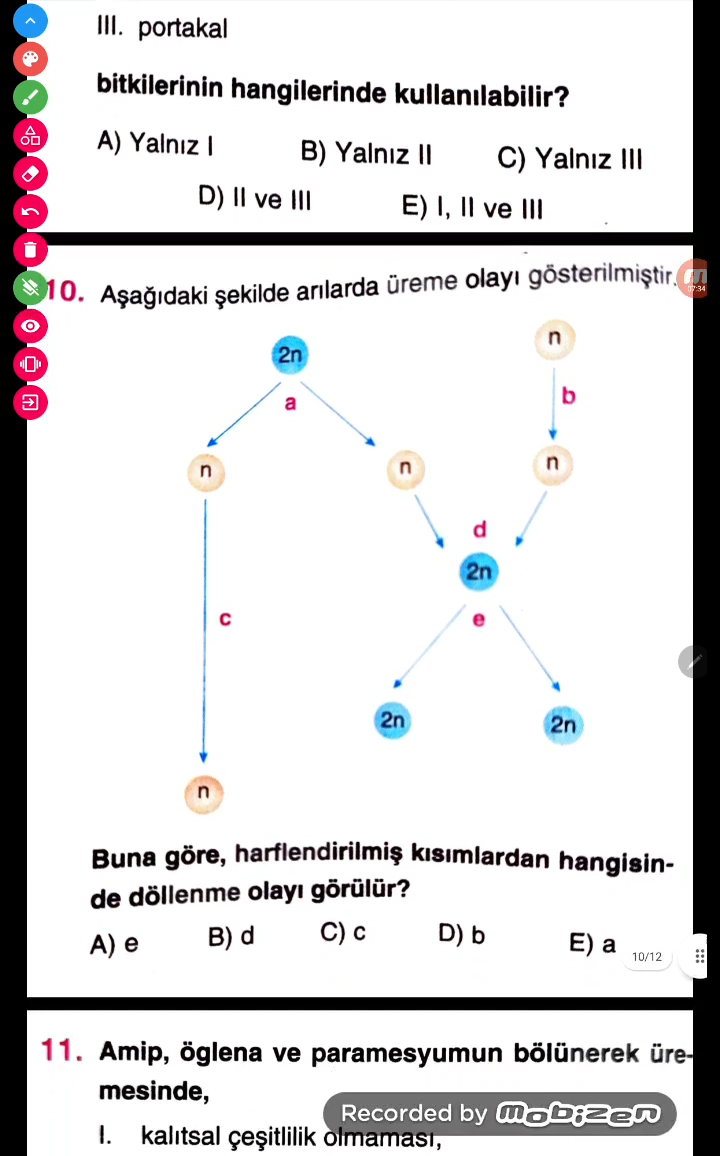 III. portakal
bitkilerinin hangilerinde kullanılabilir?
A) Yalnız I
B) Yalnız II
C) Yalnız III
D) II ve III
E) I, II ve III
10. Aşağıdaki şekilde arılarda üreme olayı gösterilmiştir.
57:34
2n
n
a
b
n
n
n
d
2n
c
e
2n
2n
n
Buna göre, harflendirilmiş kısımlardan hangisin-
de döllenme olayı görülür?
A) e
B) d
C) c
D) b
E) a
10/12
11. Amip, öglena ve paramesyumun bölünerek üre-
mesinde,
Recorded by Mobizen
I. kalıtsal çeşitlilik olmaması,